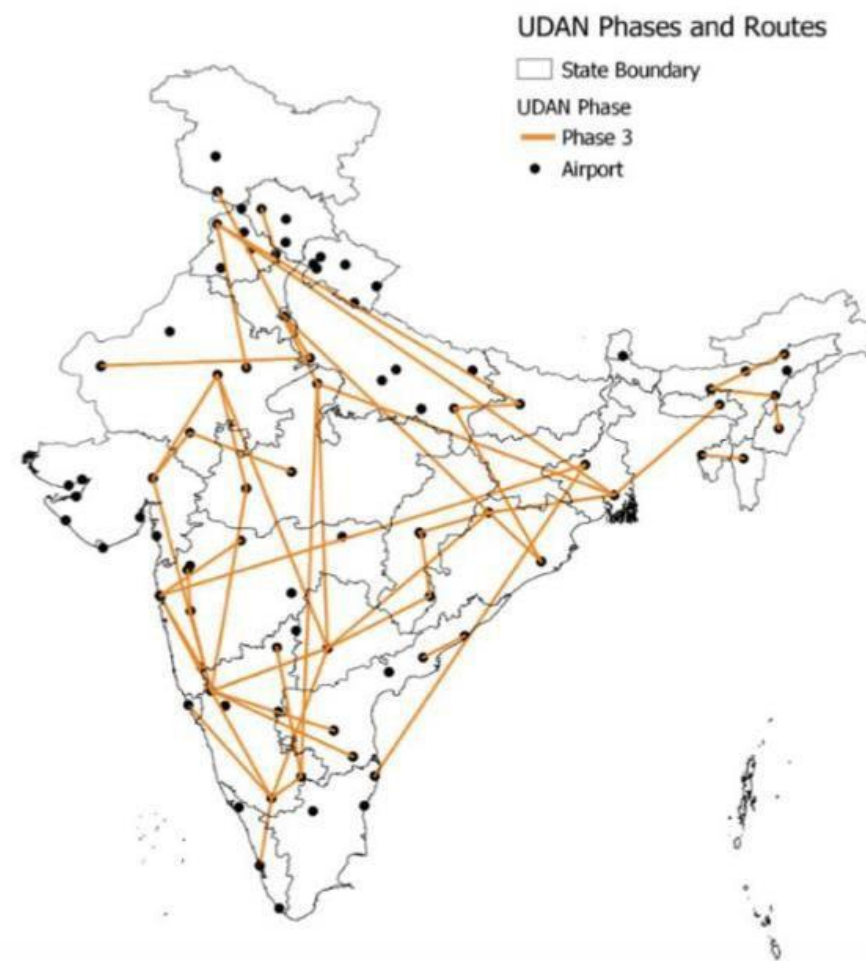 UDAN Phases and Routes
State Boundary
UDAN Phase
Phase 3
Airport